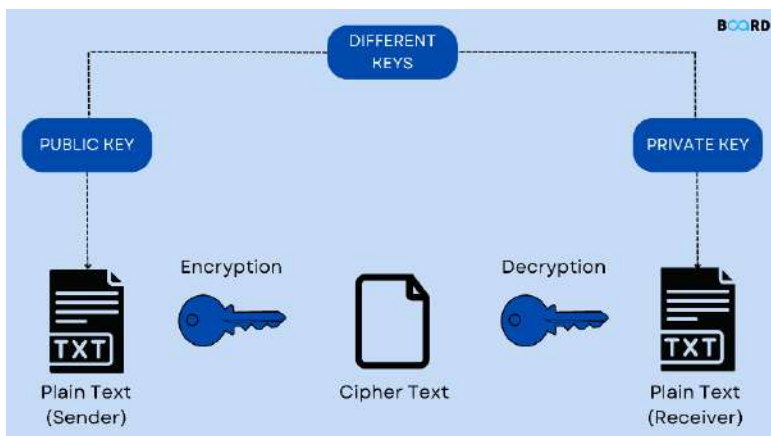 BOARD
DIFFERENT
KEYS
PUBLIC KEY
PRIVATE KEY
Encryption
Decryption
TXT
TXT
Plain Text
(Sender)
Cipher Text
Plain Text
(Receiver)